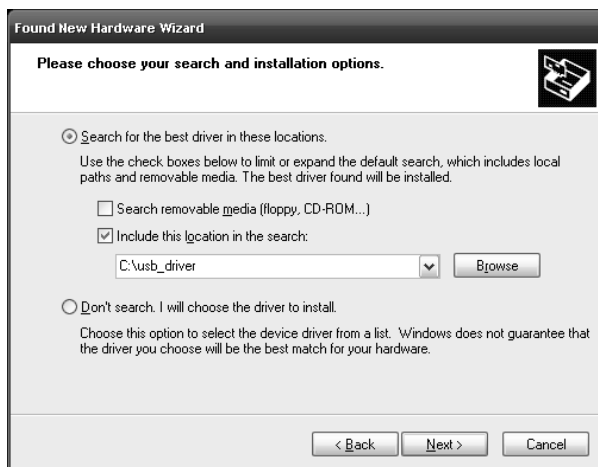 Found New Hardware Wizard
Please choose your search and installation options.
Search for the best driver in these locations.
Use the check boxes below to limit or expand the default search, which includes local
paths and removable media. The best driver found will be installed.
Search removable media (floppy, CD-ROM...)
Include this location in the search:
C:\usb_driver
Browse
Don't search. I will choose the driver to install.
Choose this option to select the device driver from a list. Windows does not guarantee that
the driver you choose will be the best match for your hardware.
< Back Next > Cancel